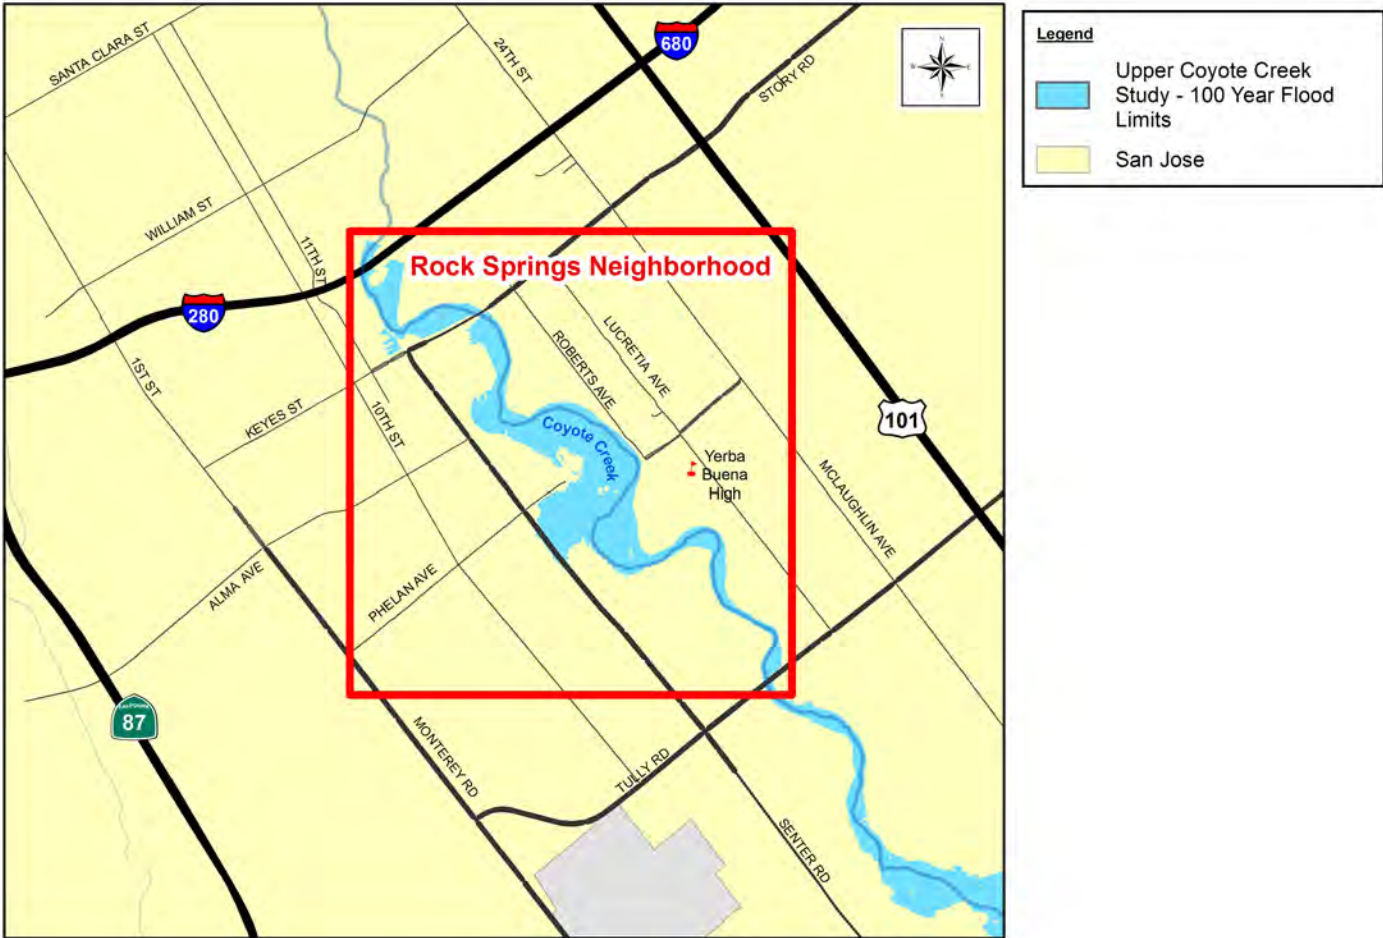 SANTA CLARA ST
24TH ST
680
STORY RD
N
W
E
S
WILLIAM ST
11TH ST
Rock Springs Neighborhood
280
LUCRETIA AVE
ROBERTS AVE
1ST ST
KEYES ST
10TH ST
Coyote Creek
101
Yerba
Buena
High
MCLAUGHLIN AVE
ALMA AVE
PHELAN AVE
CALIFORNIA
87
MONTEREY RD
TULLY RD
SENTER RD
Legend
Upper Coyote Creek
Study - 100 Year Flood
Limits
San Jose